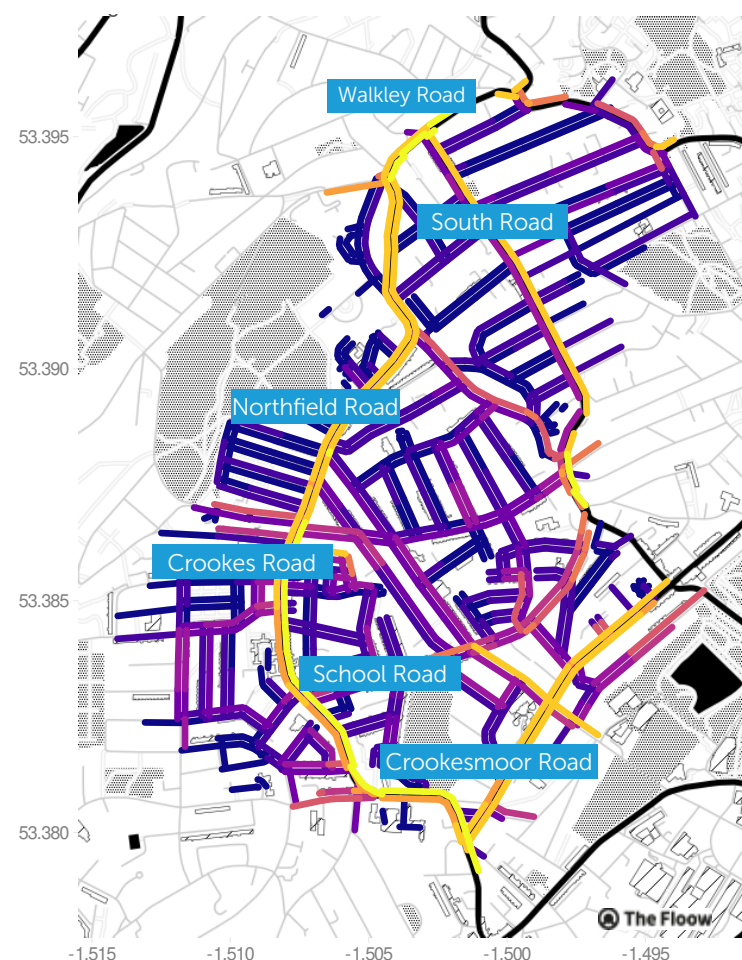 Walkley Road
53.395
South Road
53.390
Northfield Road
Crookes Road
53.385
School Road
Crookesmoor Road
53.380
The Floow
-1.515 -1.510 -1.505 -1.500 -1.495